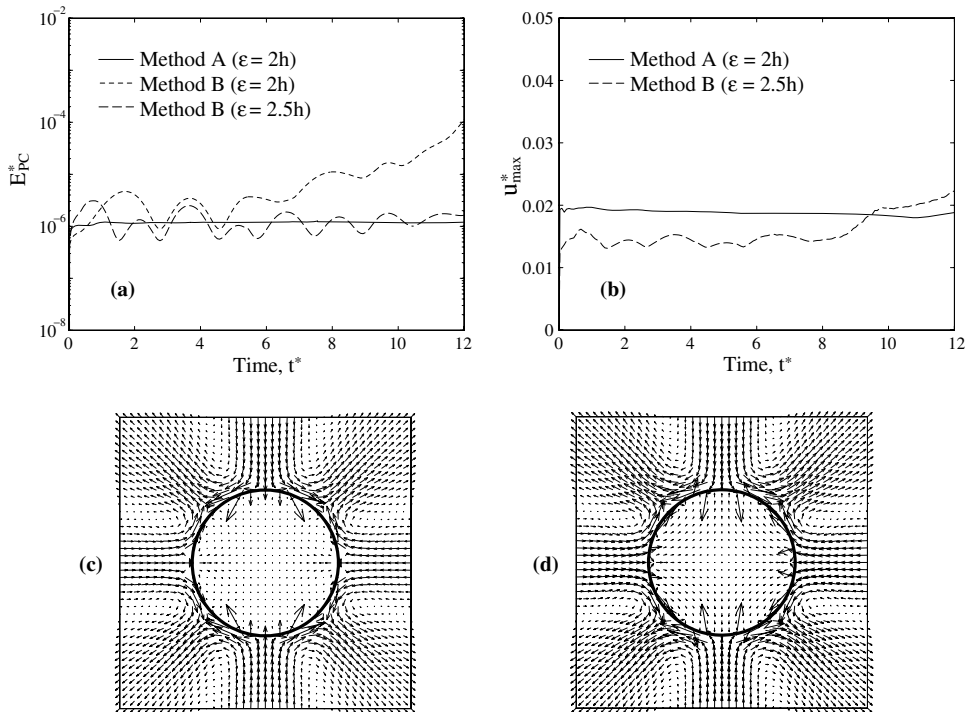 10⁻²
10⁻⁴
10⁻⁶
10⁻⁸
E*PC
Method A (ε = 2h)
Method B (ε = 2h)
Method B (ε = 2.5h)
(a)
0 2 4 6 8 10 12
Time, t*
0.05
0.04
0.03
0.02
0.01
0
u*max
Method A (ε = 2h)
Method B (ε = 2.5h)
(b)
0 2 4 6 8 10 12
Time, t*
(c)
(d)